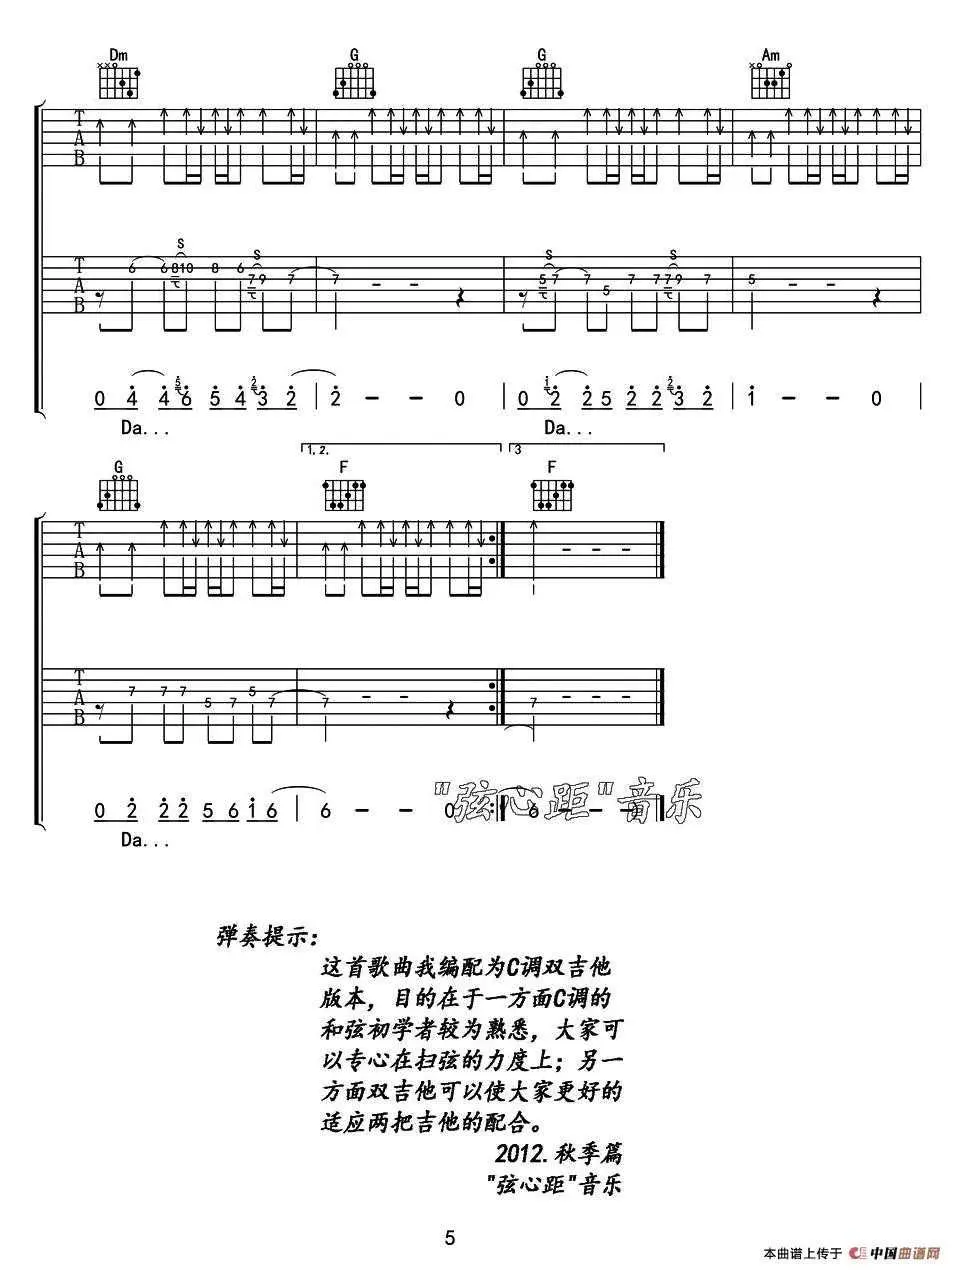 Dm G G Am
T
A
B
S S S S
T 6 6 8 10 8 6 7 9 7 7 5 7 7 5 7 7 7 9 7 5
A
B
0 4 4 5 6 5 4 2 3 2 | 2 - - 0 | 0 1 2 2 5 2 2 2 3 2 | 1 - - 0 |
Da... Da...
1,2. 3
G F F
T
A - - -
B
T
A 7 7 7 5 7 5 7 7 - - 7
B
0 2 2 2 5 6 1 6 | 6 - - 0 :| 6 - - 0
"弦心距"音乐
Da...
弹奏提示：
这首歌曲我编配为C调双吉他
版本，目的在于一方面C调的
和弦初学者较为熟悉，大家可
以专心在扫弦的力度上；另一
方面双吉他可以使大家更好的
适应两把吉他的配合。
2012.秋季篇
"弦心距"音乐
5
本曲谱上传于 中国曲谱网